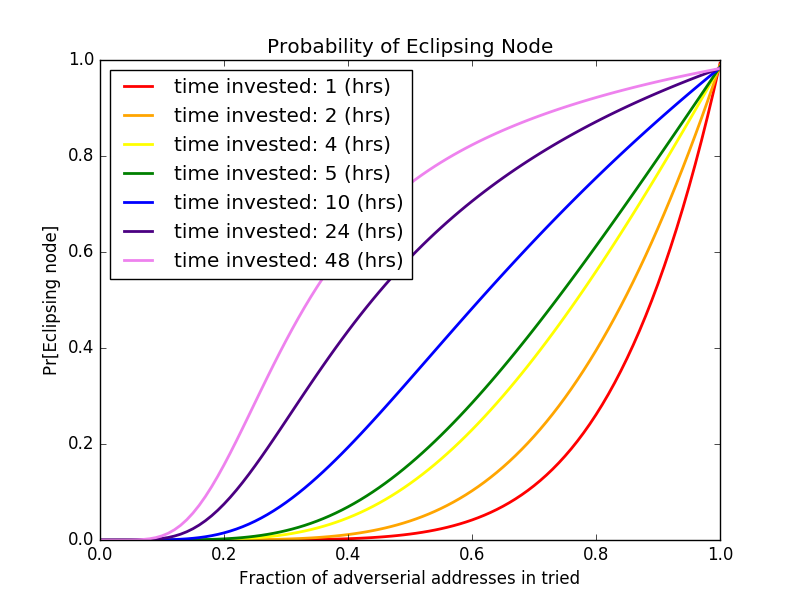 Probability of Eclipsing Node
1.0
0.8
0.6
0.4
0.2
0.0
Pr[Eclipsing node]
time invested: 1 (hrs)
time invested: 2 (hrs)
time invested: 4 (hrs)
time invested: 5 (hrs)
time invested: 10 (hrs)
time invested: 24 (hrs)
time invested: 48 (hrs)
0.0 0.2 0.4 0.6 0.8 1.0
Fraction of adverserial addresses in tried